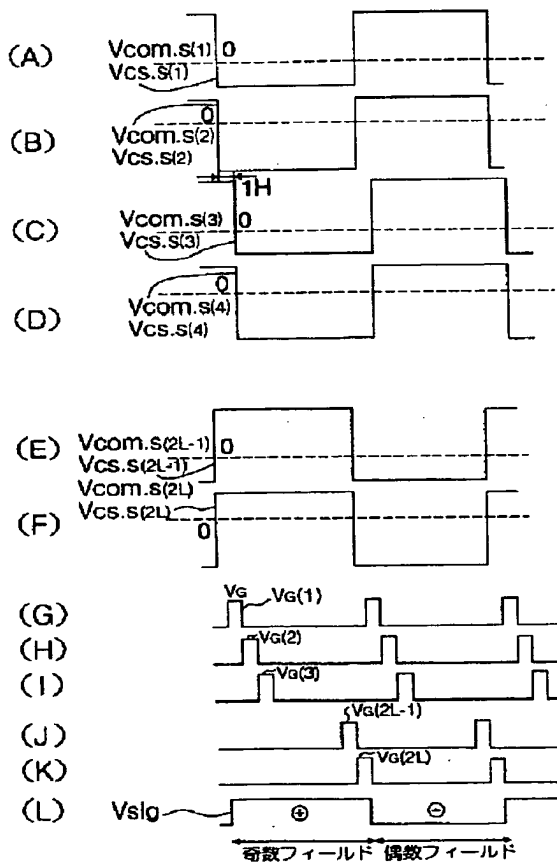 (A)
Vcom.s(1)
0
Vcs.s(1)
0
Vcom.s(2)
(B)
Vcs.s(2)
1H
Vcom.s(3)
0
(C)
Vcs.s(3)
0
Vcom.s(4)
(D)
Vcs.s(4)
Vcom.s(2L-1)
0
(E)
Vcs.s(2L-1)
Vcom.s(2L)
Vcs.s(2L)
(F)
0
VG
(G)
VG(1)
(H)
VG(2)
(I)
VG(3)
VG(2L-1)
(J)
VG(2L)
(K)
(L)
Vsig
⊕
⊖
奇数フィールド
偶数フィールド